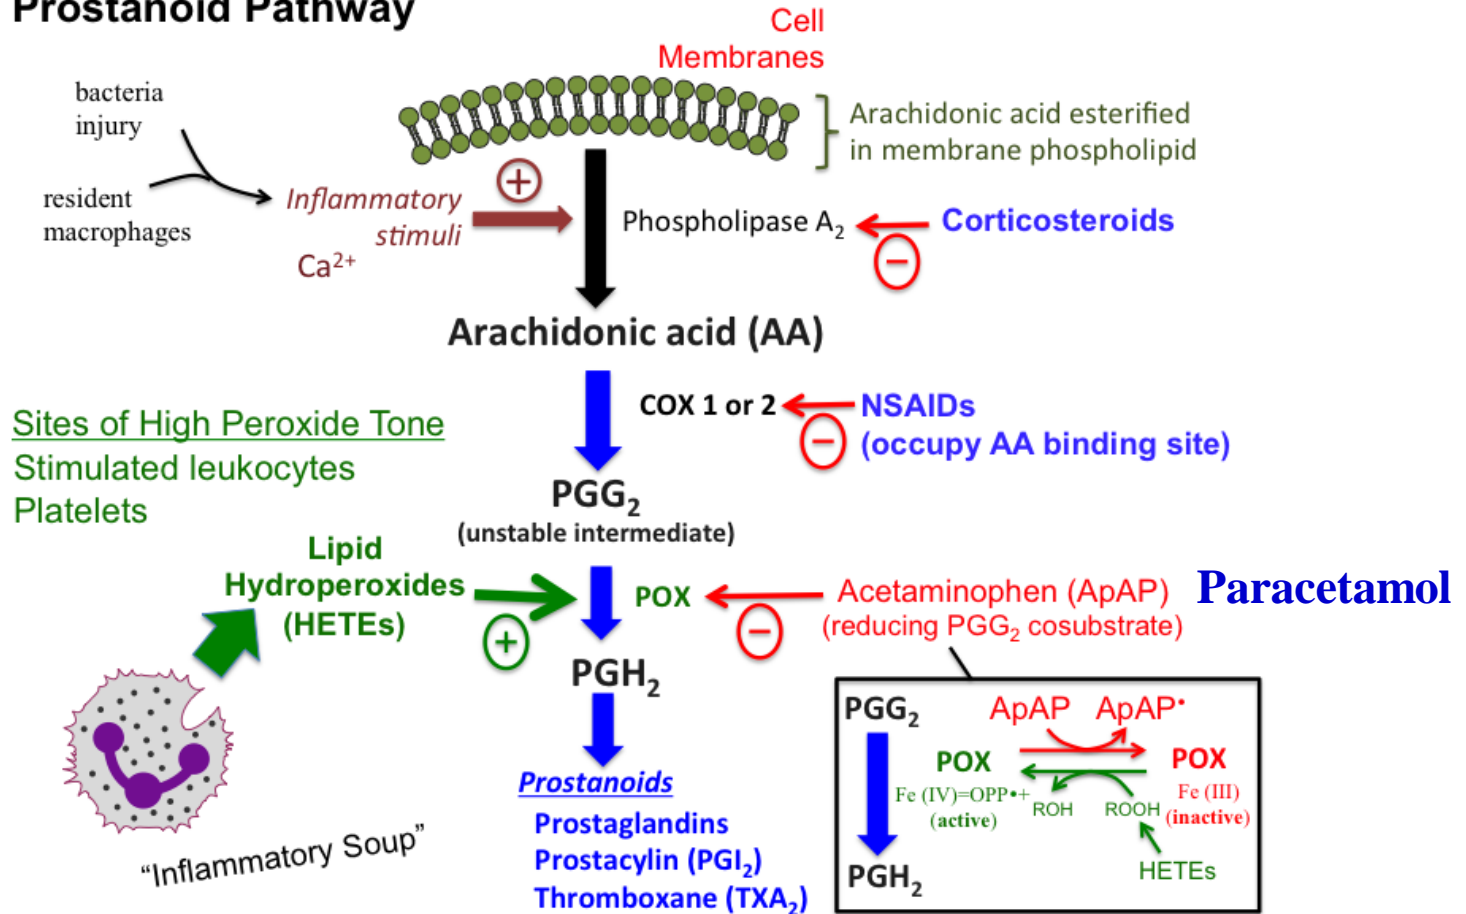 Prostanoid Pathway
Cell
Membranes
bacteria
injury
Arachidonic acid esterified
in membrane phospholipid
resident
macrophages
Inflammatory
stimuli
Ca²⁺
+
Phospholipase A₂
Corticosteroids
−
Arachidonic acid (AA)
COX 1 or 2
NSAIDs
(occupy AA binding site)
−
Sites of High Peroxide Tone
Stimulated leukocytes
Platelets
PGG₂
(unstable intermediate)
Lipid
Hydroperoxides
(HETEs)
+
POX
−
Acetaminophen (ApAP)
(reducing PGG₂ cosubstrate)
Paracetamol
PGH₂
Prostanoids
Prostaglandins
Prostacylin (PGI₂)
Thromboxane (TXA₂)
"Inflammatory Soup"
PGG₂
ApAP ApAP•
POX
Fe (IV)=OPP•+
(active)
ROH
ROOH
POX
Fe (III)
(inactive)
HETEs
PGH₂